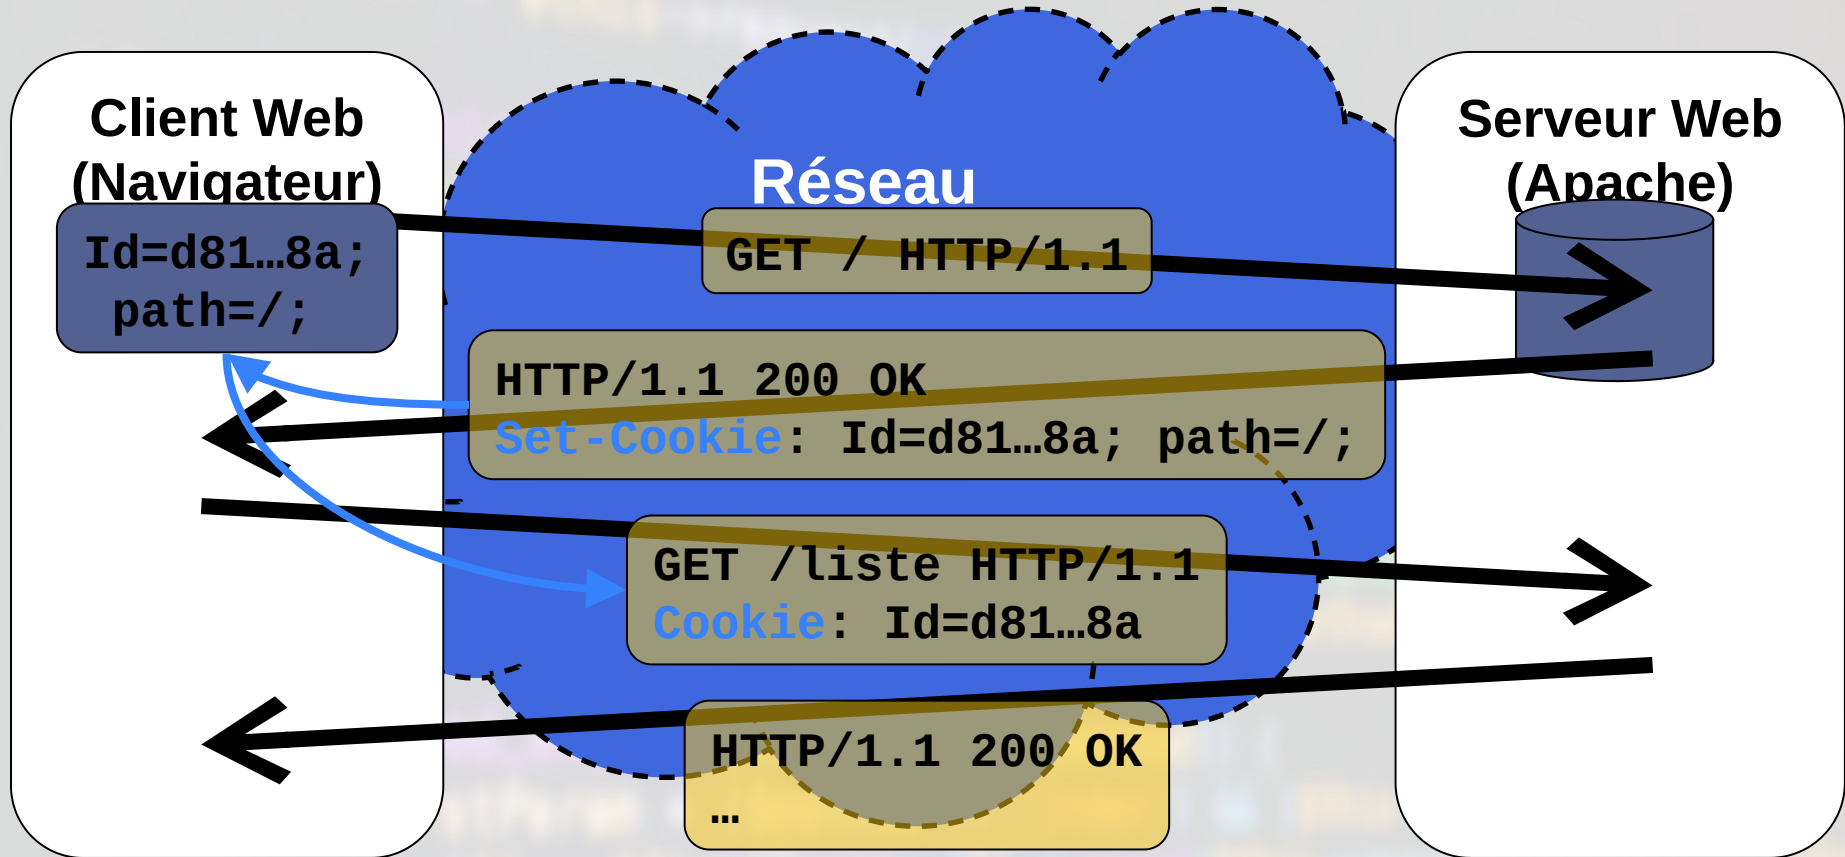 Client Web
(Navigateur)
Id=d81…8a;
path=/;
Réseau
Serveur Web
(Apache)
GET / HTTP/1.1
HTTP/1.1 200 OK
Set-Cookie: Id=d81…8a; path=/;
GET /liste HTTP/1.1
Cookie: Id=d81…8a
HTTP/1.1 200 OK
…